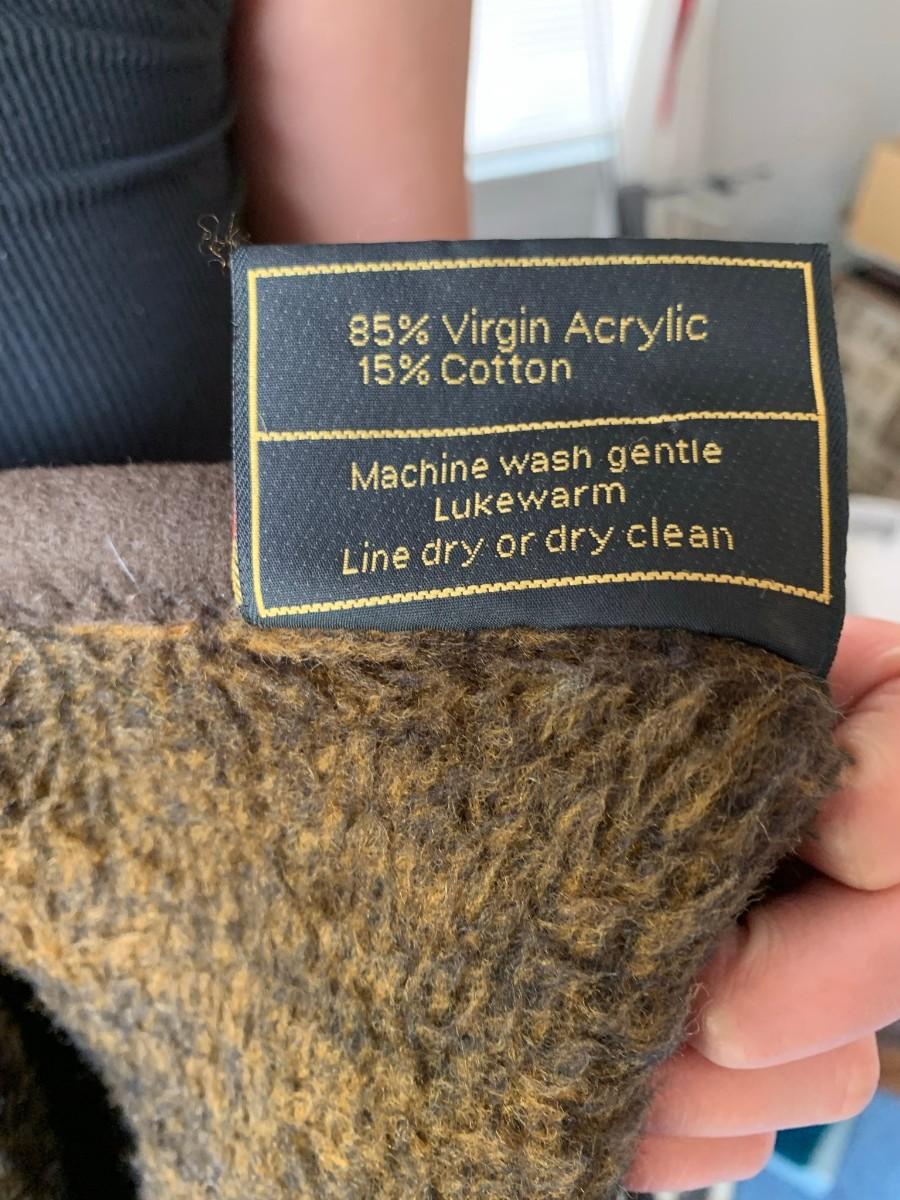 85% Virgin Acrylic
15% Cotton
Machine wash gentle
Lukewarm
Line dry or dry clean